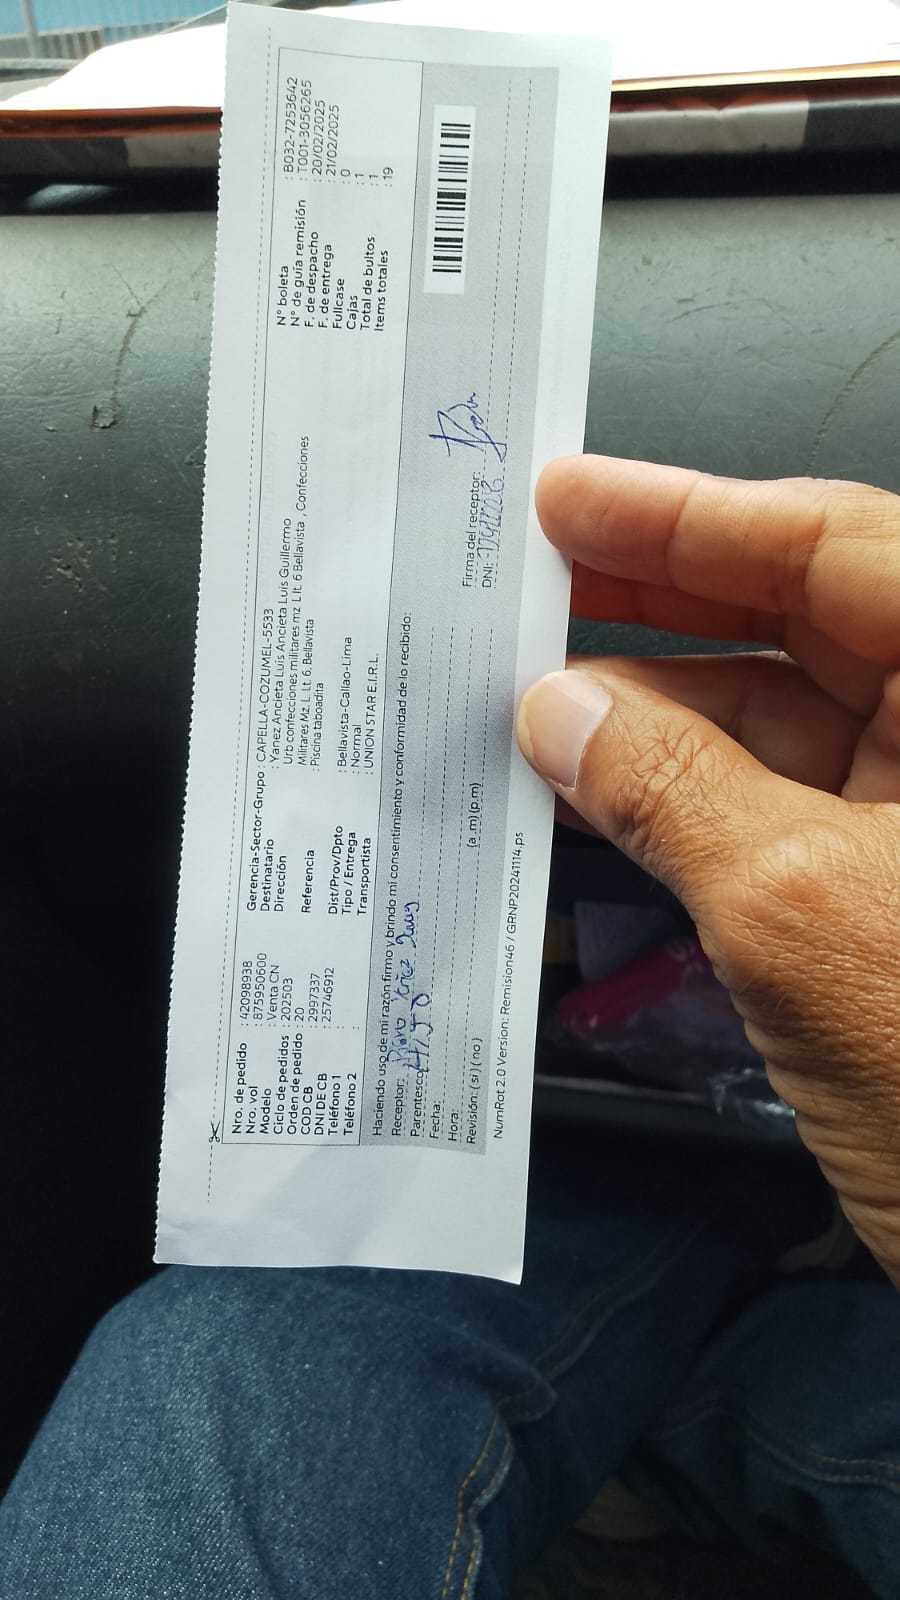 Nro. de pedido : 42098938
Nro. vol : 875950600
Modelo : Venta CN
Ciclo de pedidos : 202503
Orden de pedido : 20
COD CB : 2997337
DNI DE CB : 25746912
Teléfono 1 :
Teléfono 2 :
Gerencia-Sector-Grupo : CAPELLA-COZUMEL-5533
Destinatario : Yanez Ancieta Luis Ancieta Luis Guillermo
Dirección Urb confecciones militares mz L lt. 6 Bellavista , Confecciones
Militares Mz. L. Lt. 6. Bellavista
Referencia : Piscina taboadita
Dist/Prov/Dpto : Bellavista-Callao-Lima
Tipo / Entrega : Normal
Transportista : UNION STAR E.I.R.L.
N° boleta : B032-7253642
N° de guía remisión : T001-3056265
F. de despacho : 20/02/2025
F. de entrega : 21/02/2025
Fullcase : 0
Cajas : 1
Total de bultos : 1
Items totales : 19
Haciendo uso de mi razón firmo y brindo mi consentimiento y conformidad de lo recibido:
Receptor:
Parentesco:
Fecha:
Hora: (a .m) (p.m)
Revisión: ( si ) ( no )
Firma del receptor:
DNI:
NumRot 2.0 Version: Remision46 / GRNP20241114.ps